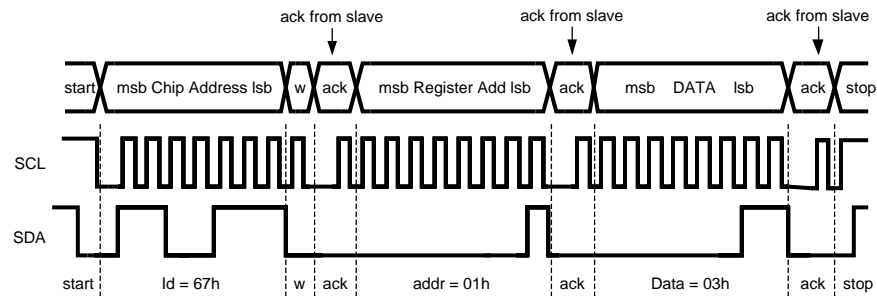 ack from slave ack from slave ack from slave
start msb Chip Address lsb w ack msb Register Add lsb ack msb DATA lsb ack stop
SCL
SDA
start Id = 67h w ack addr = 01h ack Data = 03h ack stop